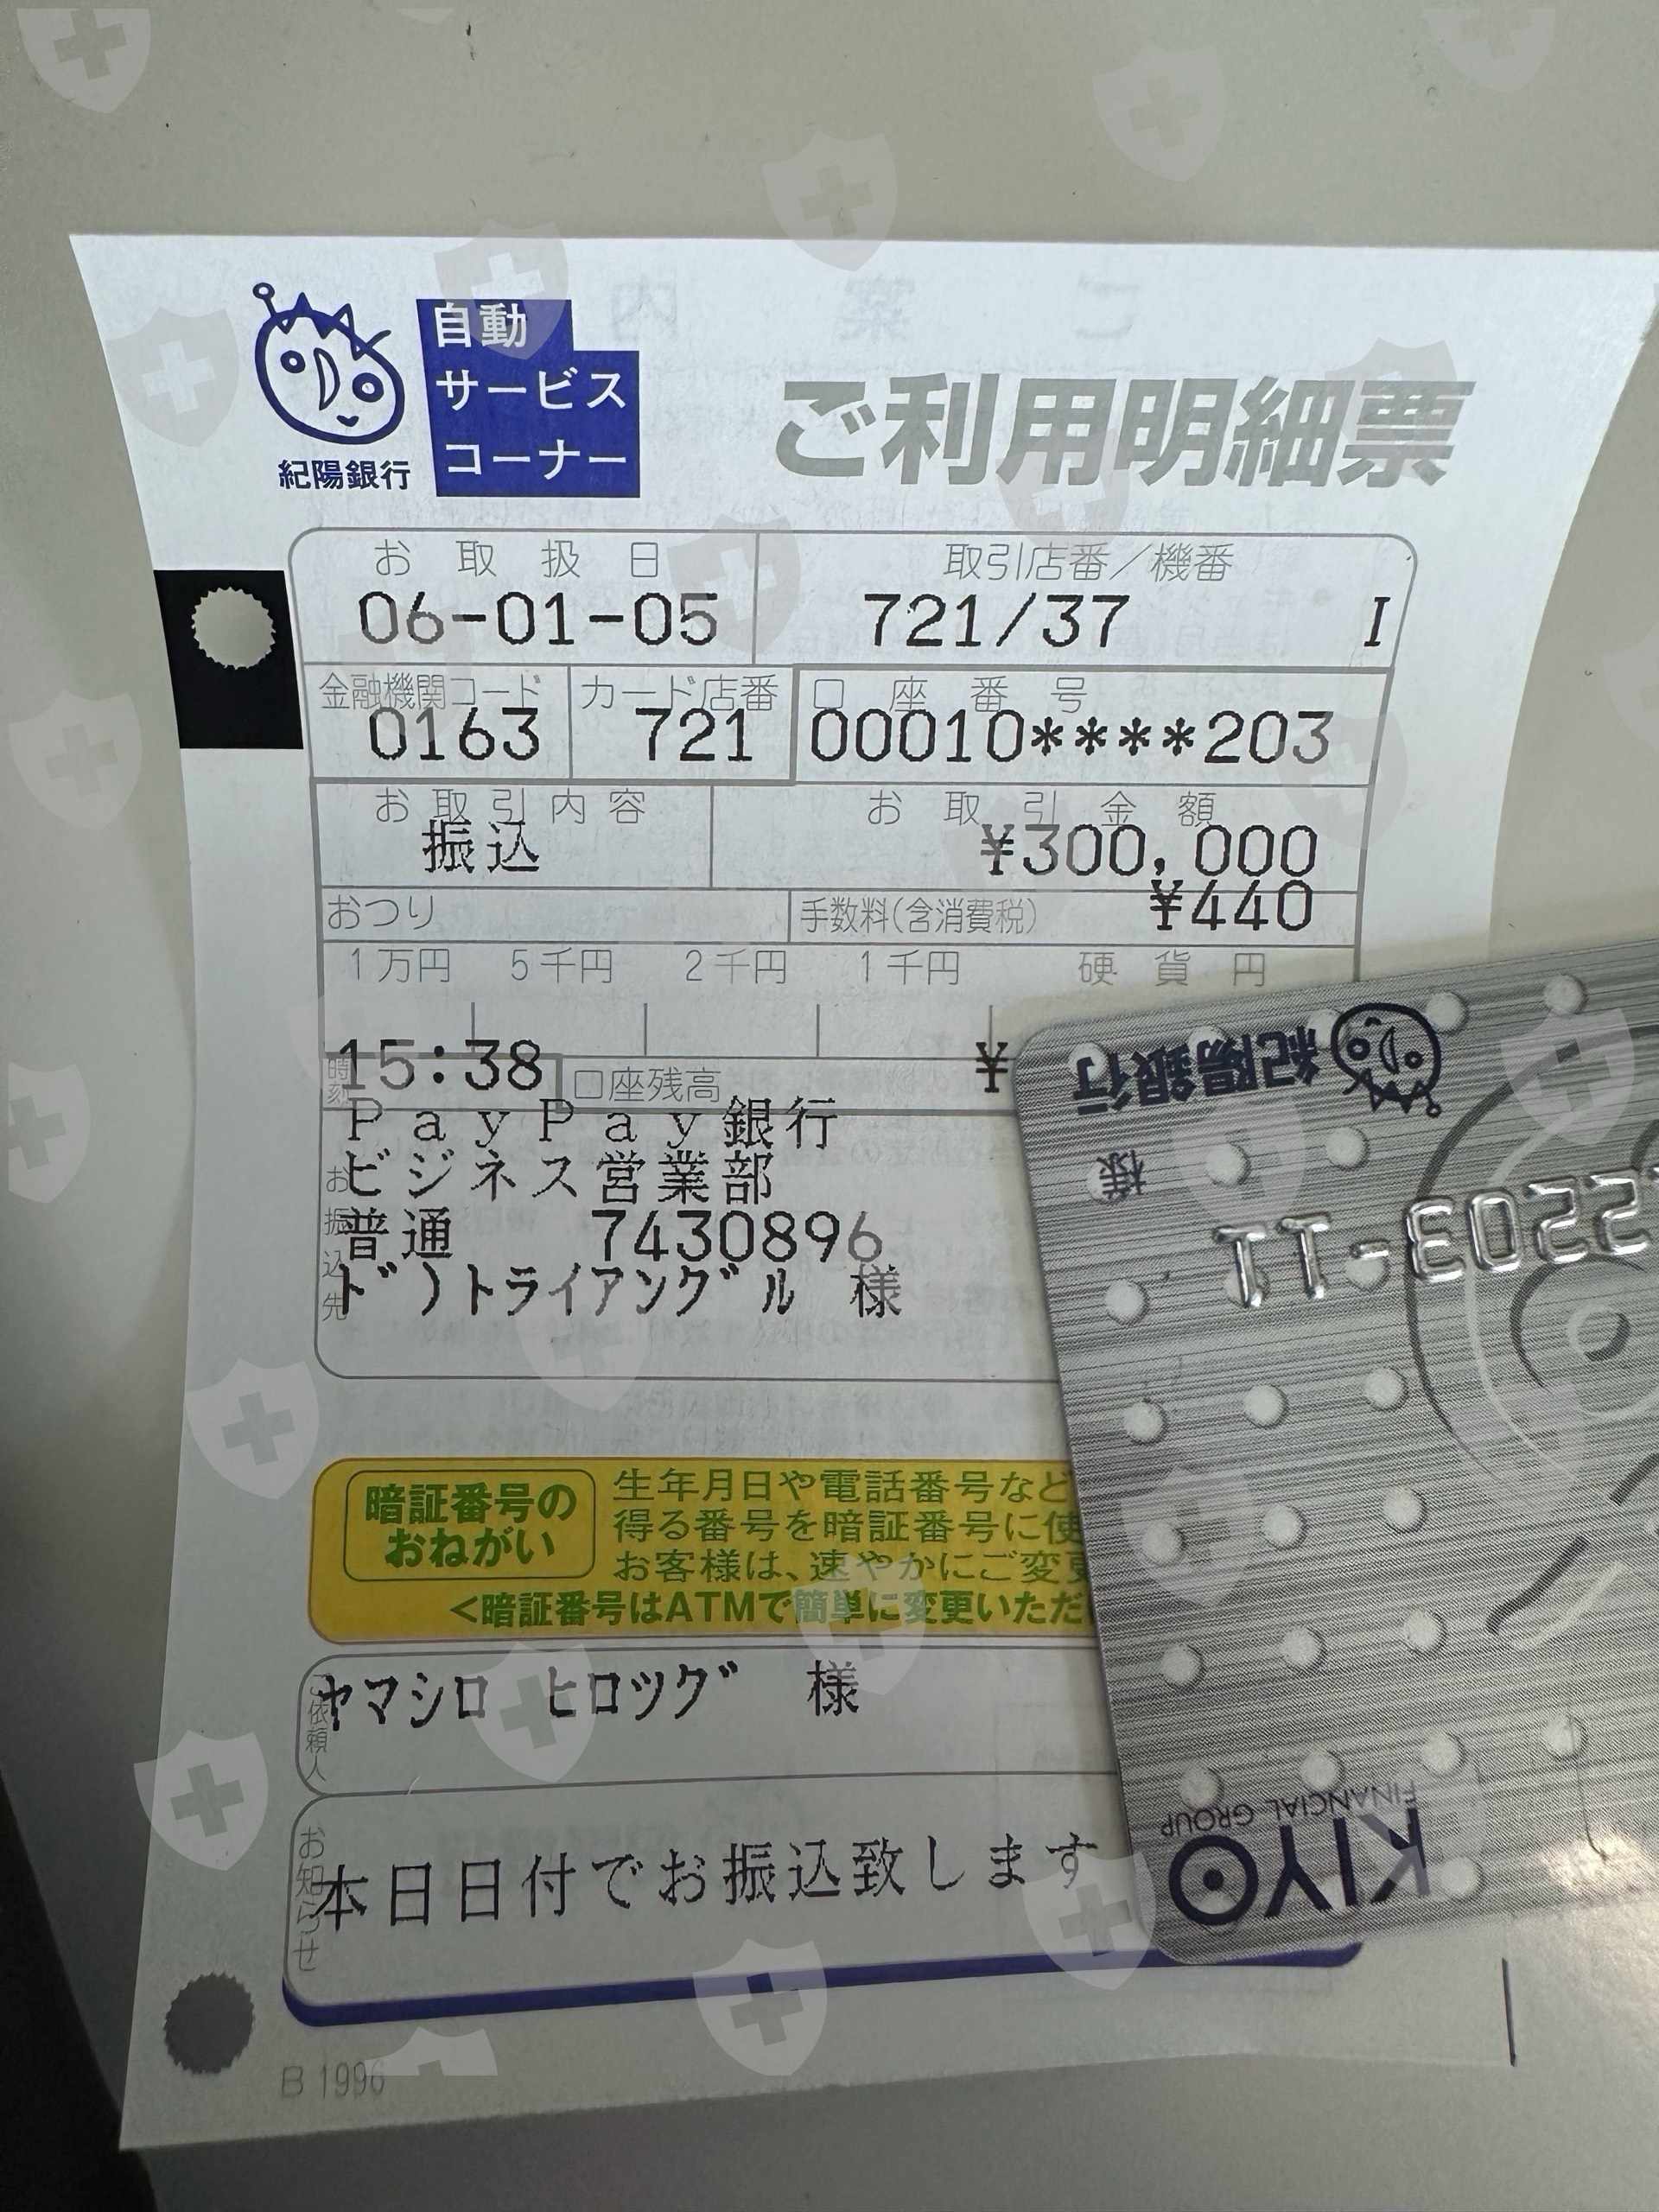 紀陽銀行
自動
サービス
コーナー
ご利用明細票
お取扱日
取引店番/機番
06-01-05
721/37
I
金融機関コード
カード店番
口座番号
0163
721
00010****203
お取引内容
お取引金額
振込
¥300,000
おつり
手数料(含消費税)
¥440
1万円 5千円 2千円 1千円 硬貨 円
時刻
15:38
口座残高
¥
お振込先
PayPay銀行
ビジネス営業部
普通 7430896
ド)トライアングル 様
暗証番号の
おねがい
生年月日や電話番号など
得る番号を暗証番号に使
お客様は、速やかにご変更
<暗証番号はATMで簡単に変更いただ
ご依頼人
ヤマシロ ヒロツグ 様
お知らせ
本日日付でお振込致します
B 1996
紀陽銀行
様
2203-11
KIYO
FINANCIAL GROUP